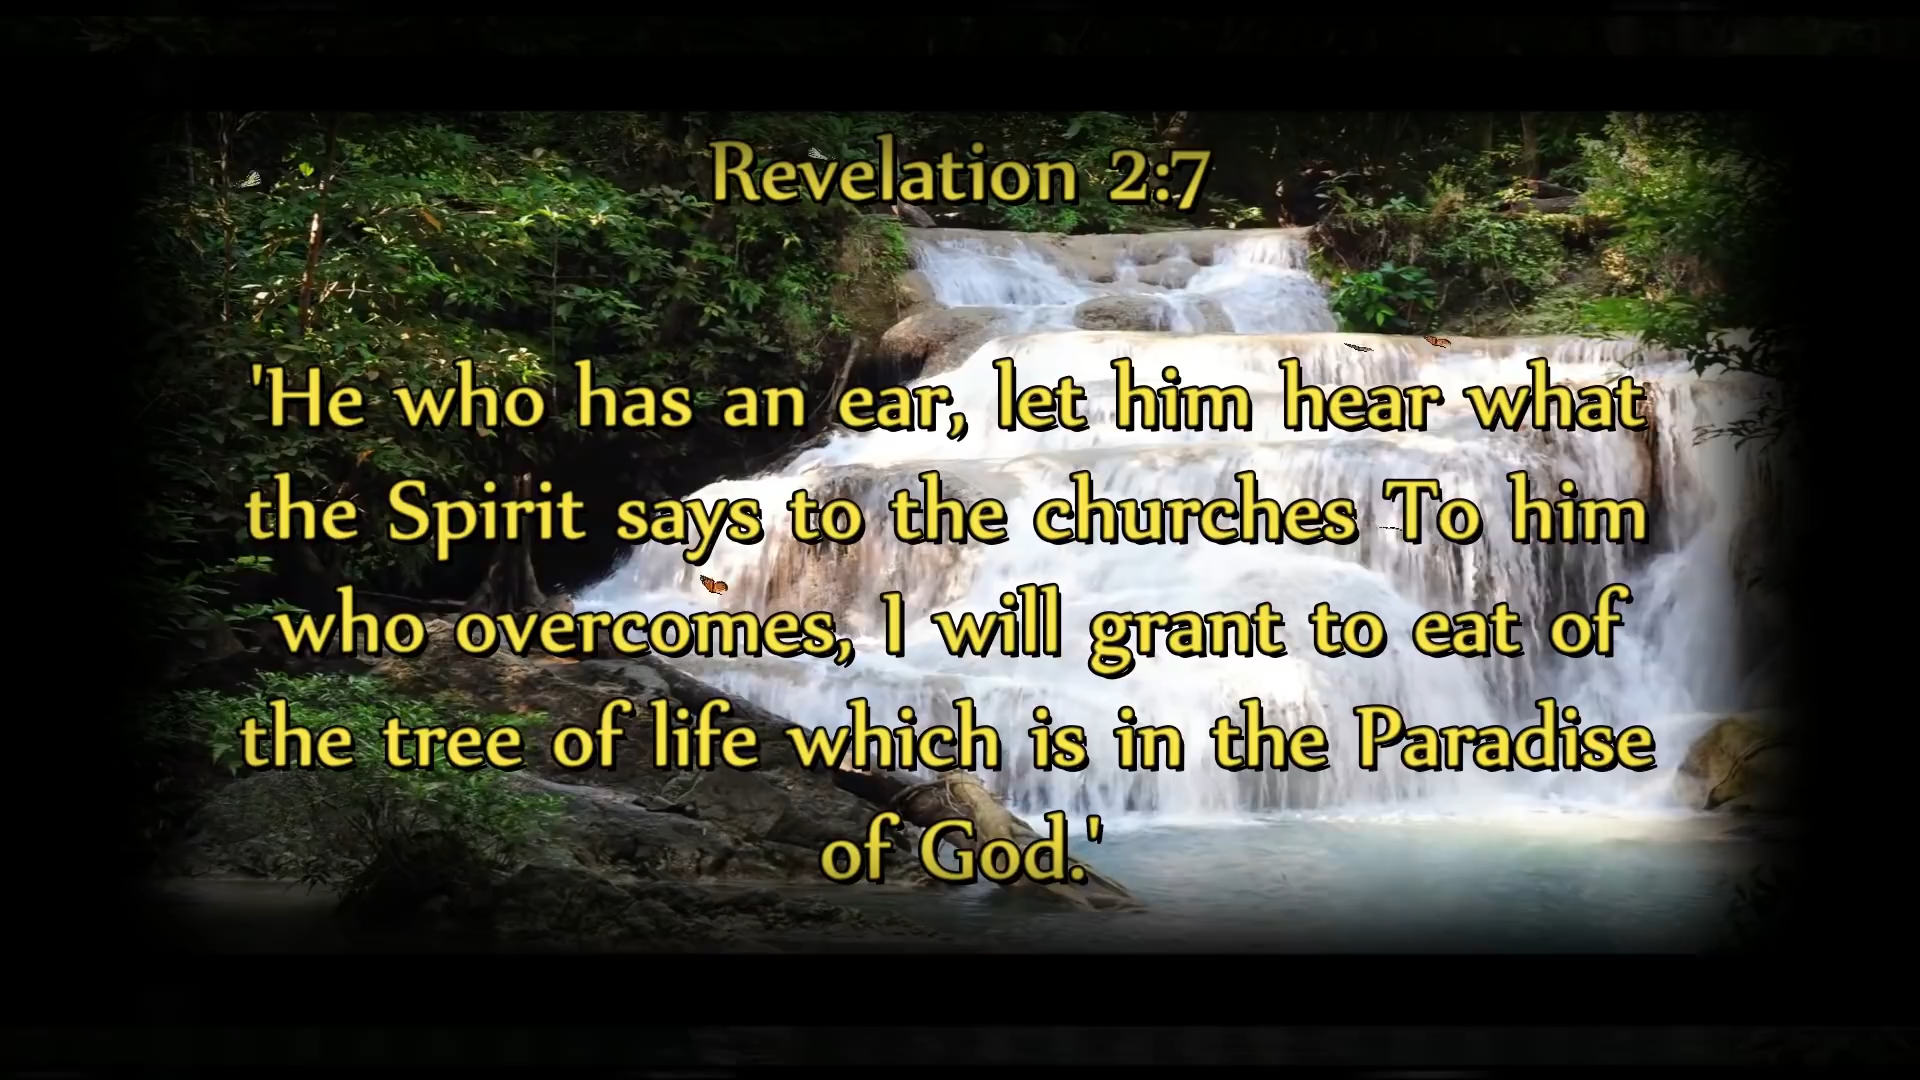 Revelation 2:7
'He who has an ear, let him hear what
the Spirit says to the churches To him
who overcomes, I will grant to eat of
the tree of life which is in the Paradise
of God.'